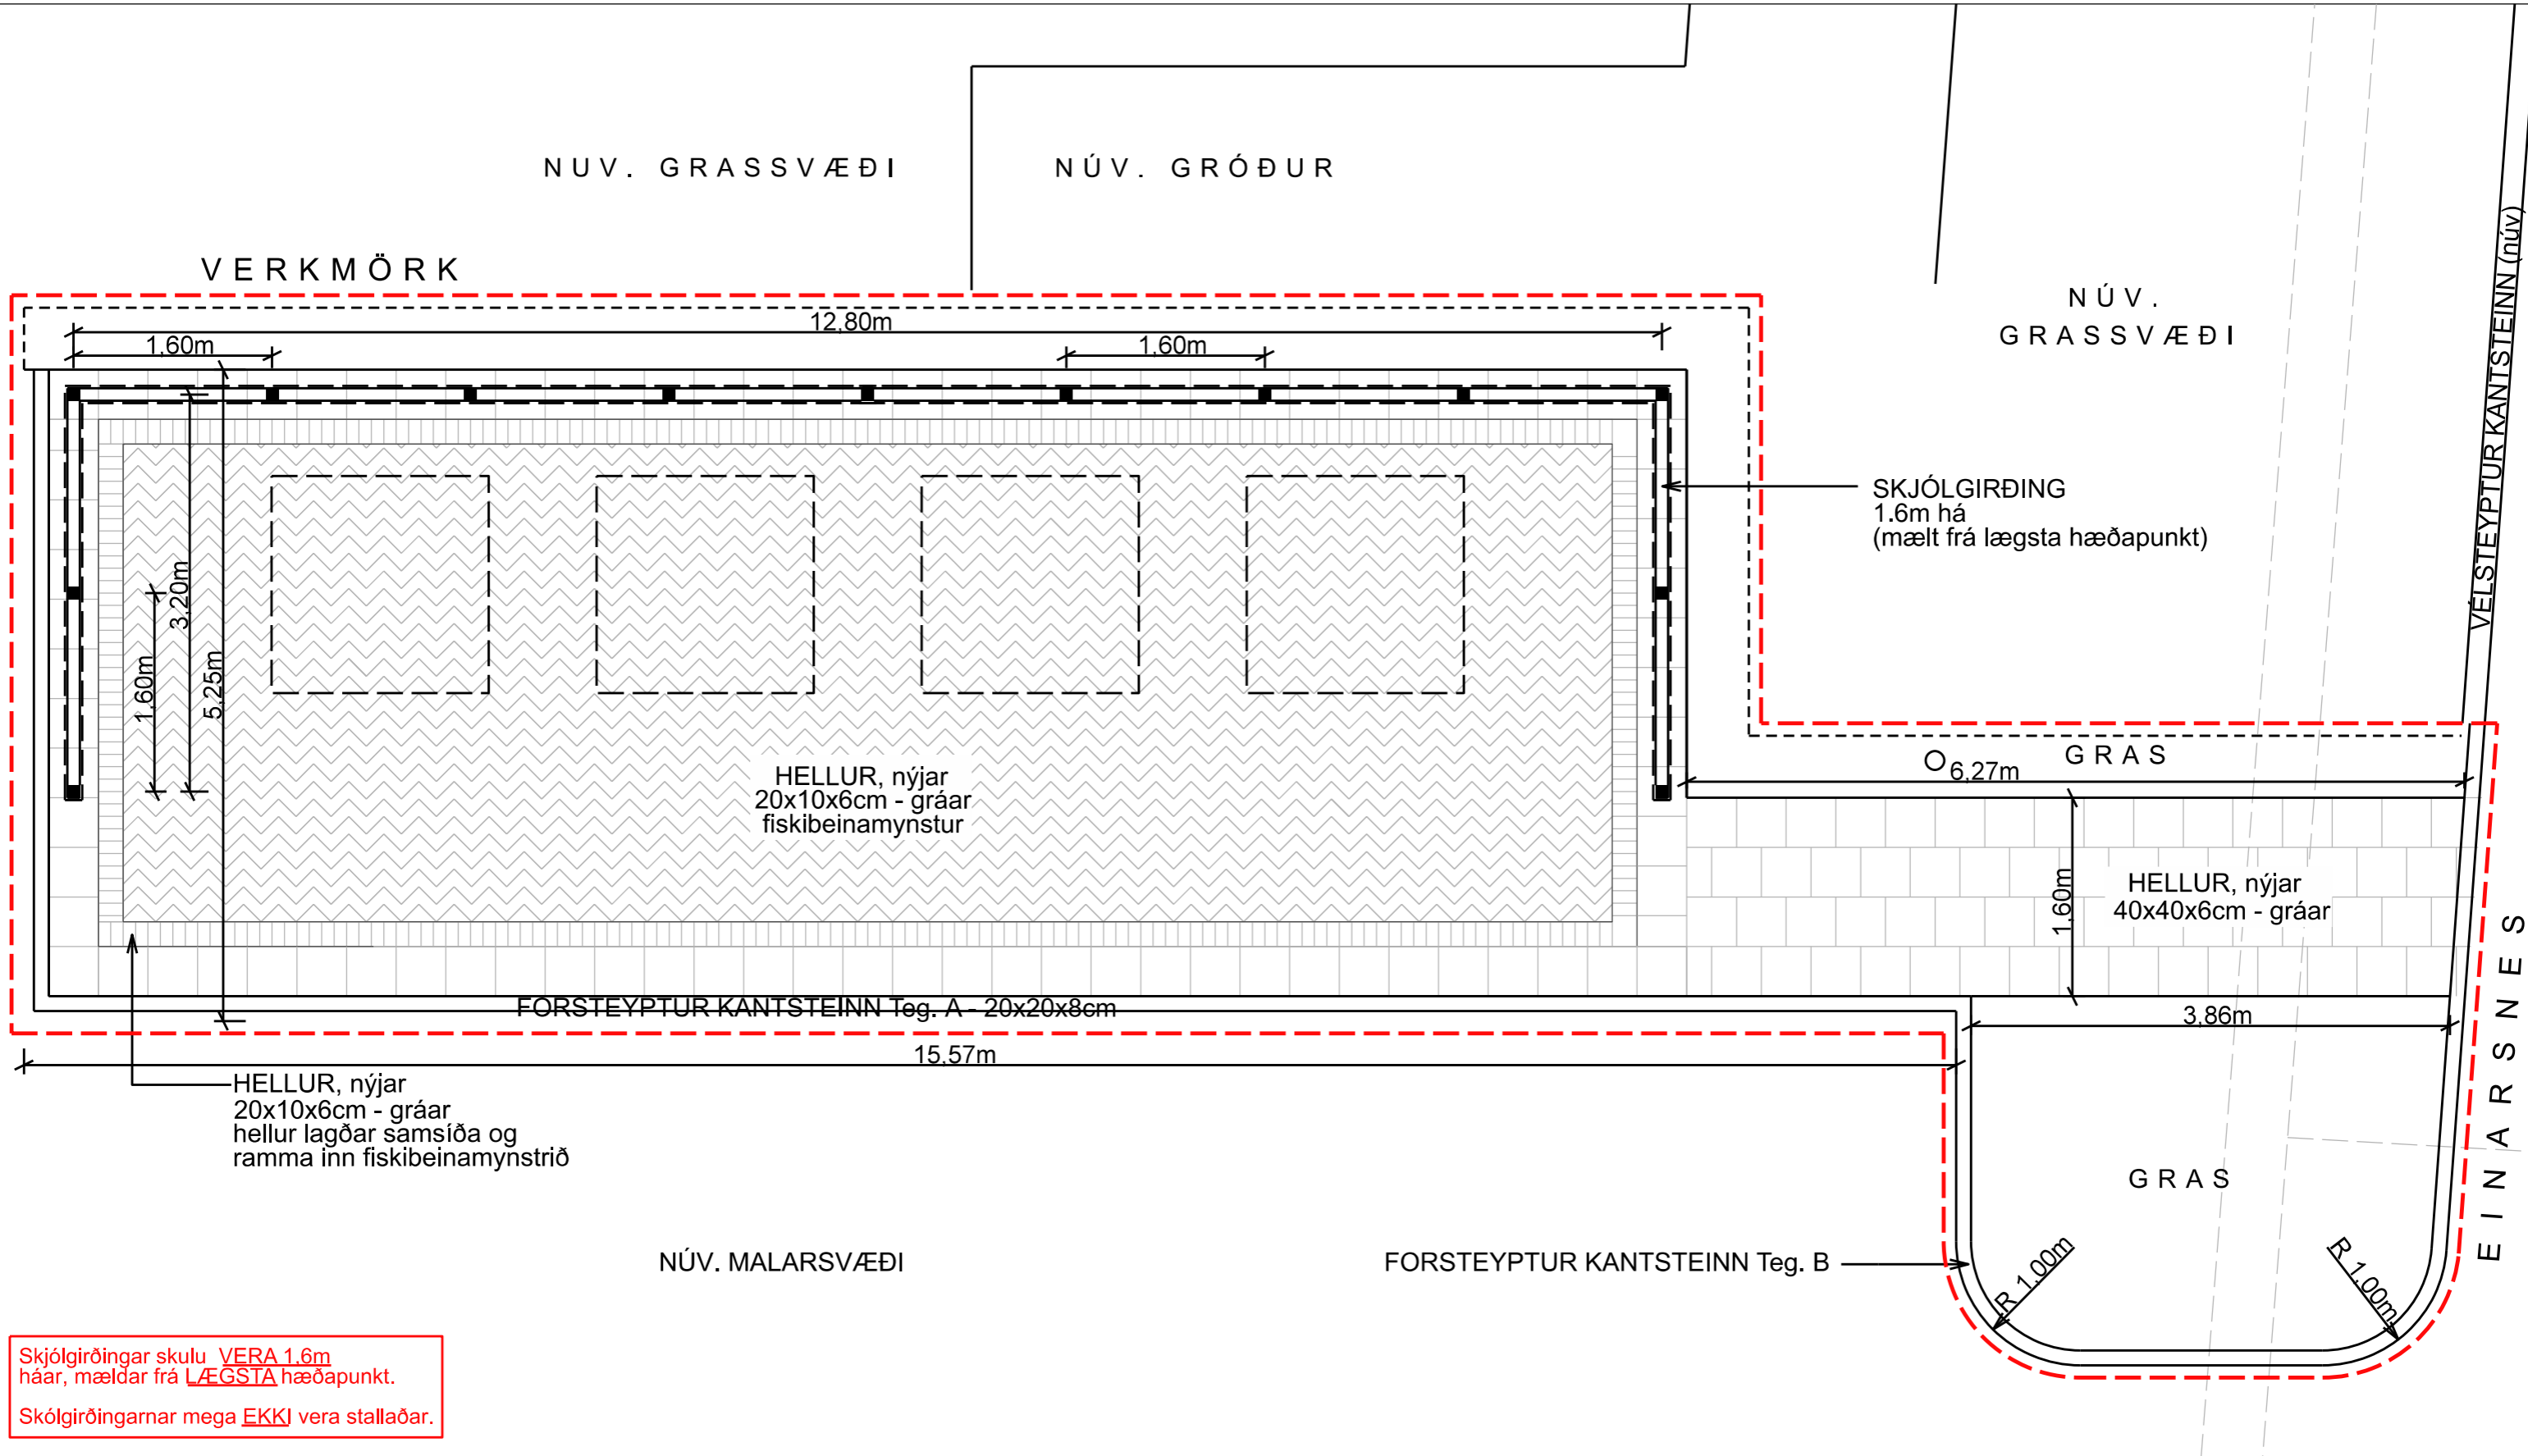 NUV. GRASSVÆÐI
NÚV. GRÓÐUR
VERKMÖRK
NÚV.
GRASSVÆÐI
VÉLSTEYPTUR KANTSTEINN (núv)
12,80m
1,60m
1,60m
SKJÓLGIRÐING
1.6m há
(mælt frá lægsta hæðapunkt)
3,20m
1,60m
5,25m
HELLUR, nýjar
20x10x6cm - gráar
fiskibeinamynstur
GRAS
6,27m
1,60m
HELLUR, nýjar
40x40x6cm - gráar
EINARSNES
FORSTEYPTUR KANTSTEINN Teg. A - 20x20x8cm
3,86m
15,57m
HELLUR, nýjar
20x10x6cm - gráar
hellur lagðar samsíða og
ramma inn fiskibeinamynstrið
GRAS
NÚV. MALARSVÆÐI
FORSTEYPTUR KANTSTEINN Teg. B
R 1,00m
R 1,00m
Skjólgirðingar skulu VERA 1,6m
háar, mældar frá LÆGSTA hæðapunkt.
Skólgirðingarnar mega EKKI vera stallaðar.